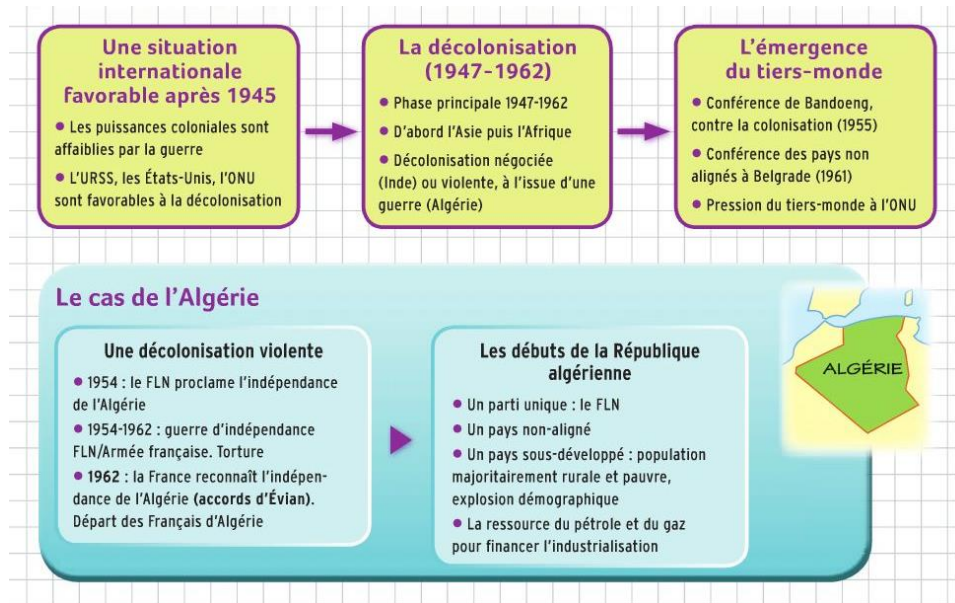 Une situation
internationale
favorable après 1945
● Les puissances coloniales sont
affaiblies par la guerre
● L'URSS, les États-Unis, l'ONU
sont favorables à la décolonisation
La décolonisation
(1947-1962)
● Phase principale 1947-1962
● D'abord l'Asie puis l'Afrique
● Décolonisation négociée
(Inde) ou violente, à l'issue d'une
guerre (Algérie)
L'émergence
du tiers-monde
● Conférence de Bandoeng,
contre la colonisation (1955)
● Conférence des pays non
alignés à Belgrade (1961)
● Pression du tiers-monde à l'ONU
Le cas de l'Algérie
Une décolonisation violente
● 1954 : le FLN proclame l'indépendance
de l'Algérie
● 1954-1962 : guerre d'indépendance
FLN/Armée française. Torture
● 1962 : la France reconnaît l'indépen-
dance de l'Algérie (accords d'Évian).
Départ des Français d'Algérie
Les débuts de la République
algérienne
● Un parti unique : le FLN
● Un pays non-aligné
● Un pays sous-développé : population
majoritairement rurale et pauvre,
explosion démographique
● La ressource du pétrole et du gaz
pour financer l'industrialisation
ALGÉRIE